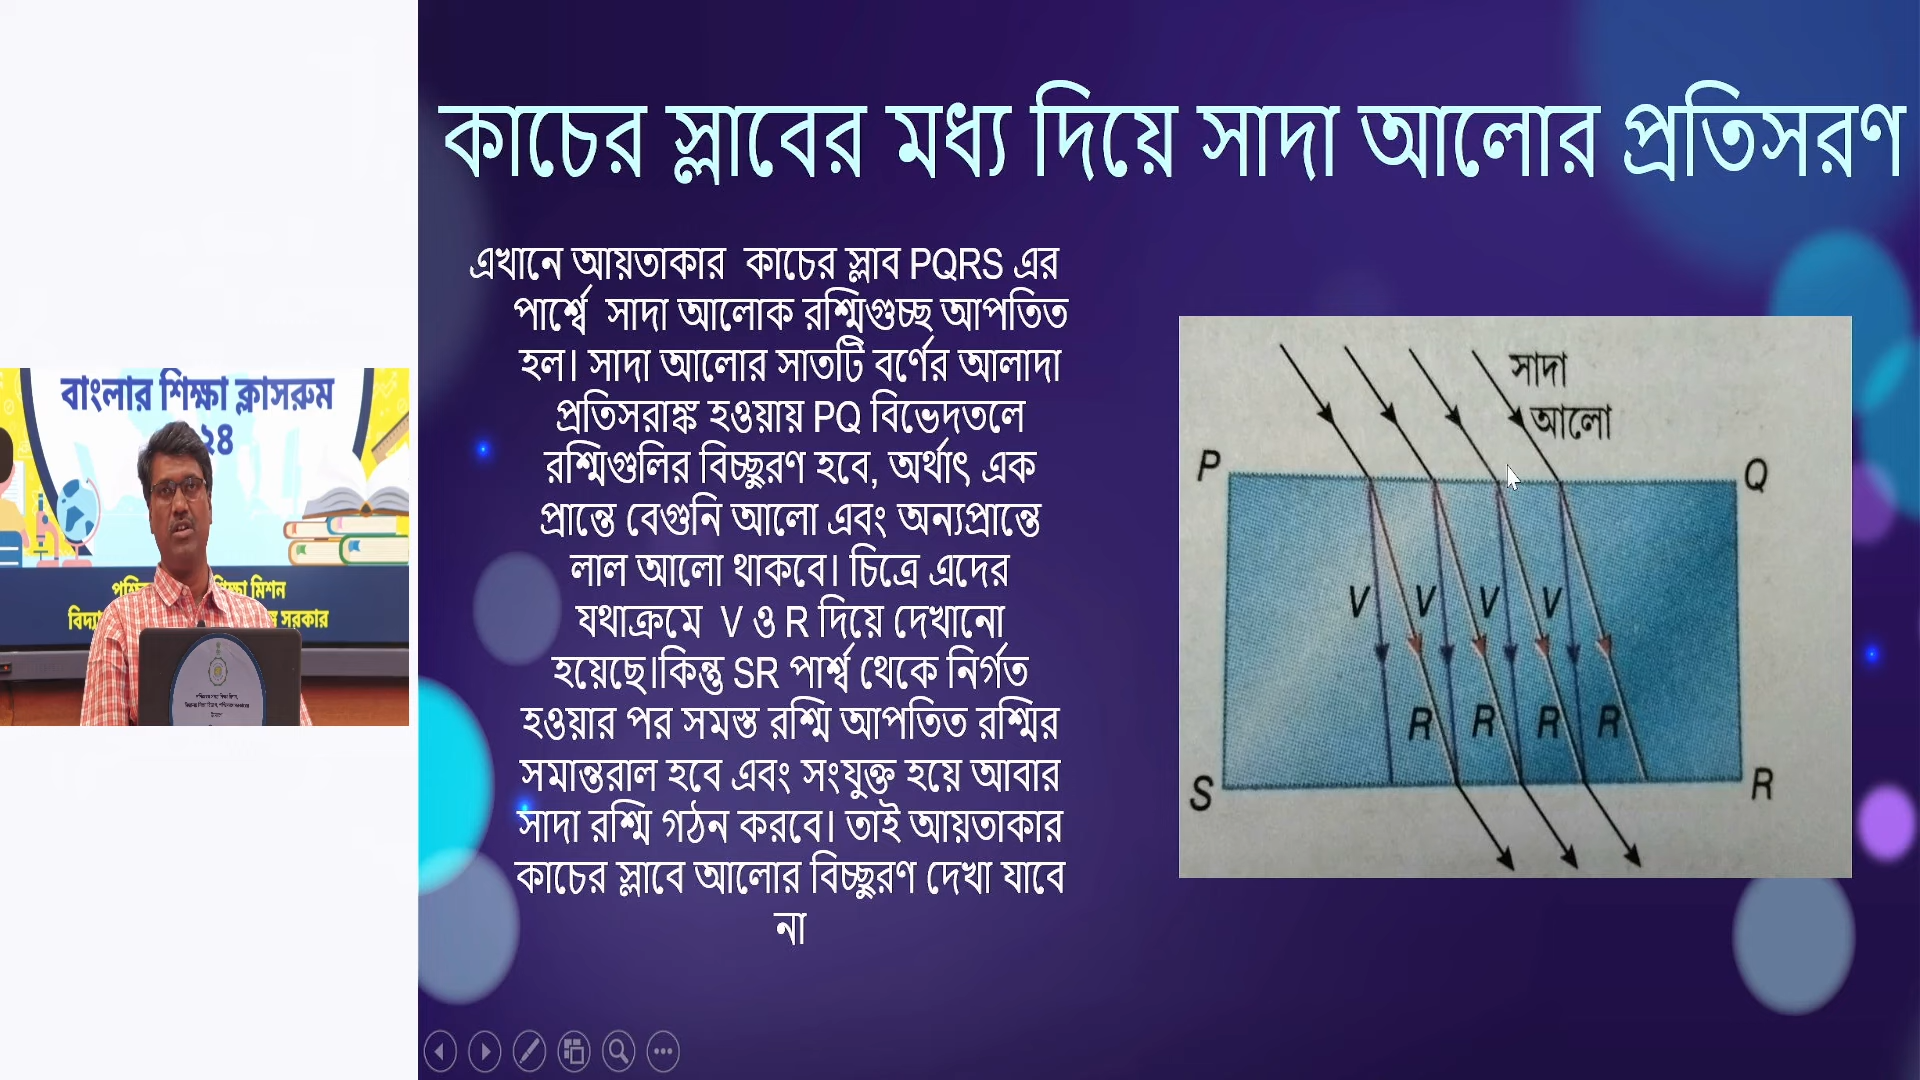 কাচের স্লাবের মধ্য দিয়ে সাদা আলোর প্রতিসরণ
এখানে আয়তাকার কাচের স্লাব PQRS এর
পার্শ্বে সাদা আলোক রশ্মিগুচ্ছ আপতিত
হল। সাদা আলোর সাতটি বর্ণের আলাদা
প্রতিসরাঙ্ক হওয়ায় PQ বিভেদতলে
রশ্মিগুলির বিচ্ছুরণ হবে, অর্থাৎ এক
প্রান্তে বেগুনি আলো এবং অন্যপ্রান্তে
লাল আলো থাকবে। চিত্রে এদের
যথাক্রমে V ও R দিয়ে দেখানো
হয়েছে।কিন্তু SR পার্শ্ব থেকে নির্গত
হওয়ার পর সমস্ত রশ্মি আপতিত রশ্মির
সমান্তরাল হবে এবং সংযুক্ত হয়ে আবার
সাদা রশ্মি গঠন করবে। তাই আয়তাকার
কাচের স্লাবে আলোর বিচ্ছুরণ দেখা যাবে
না
সাদা
আলো
P Q
V V V V
R R R R
S R
বাংলার শিক্ষা ক্লাসরুম
২৪
মিশন
সরকার